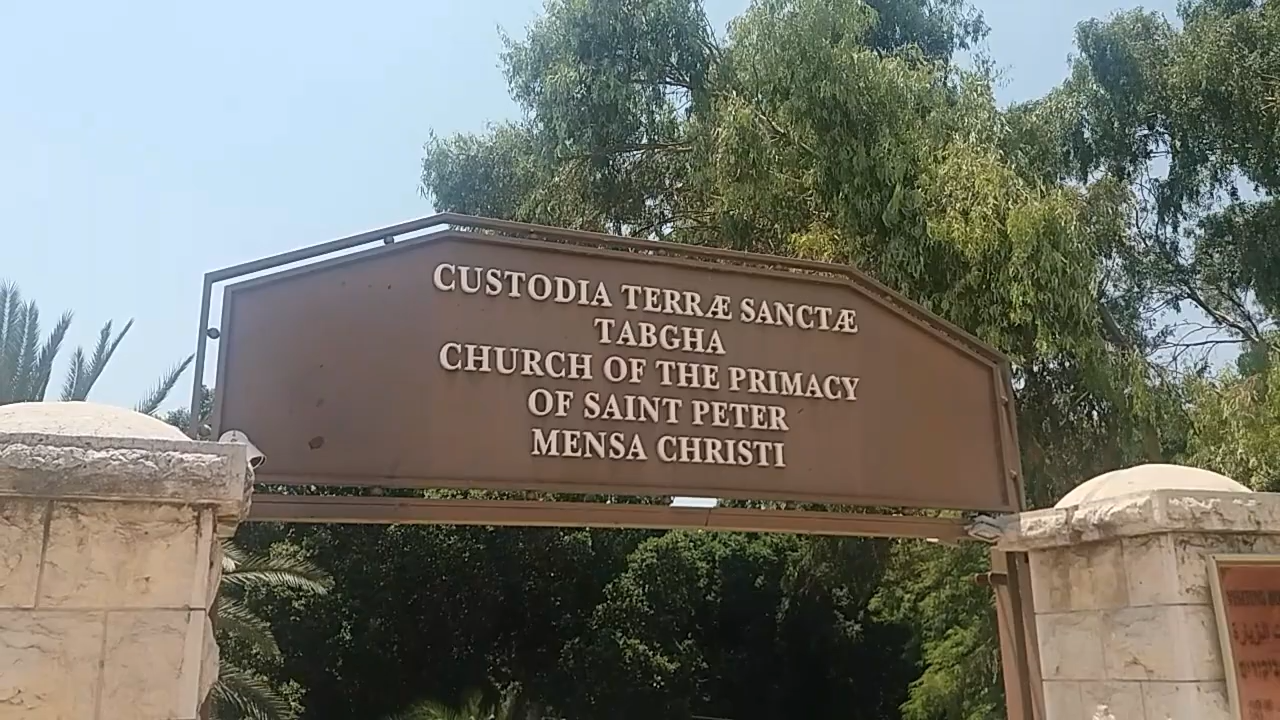 CUSTODIA TERRÆ SANCTÆ
TABGHA
CHURCH OF THE PRIMACY
OF SAINT PETER
MENSA CHRISTI